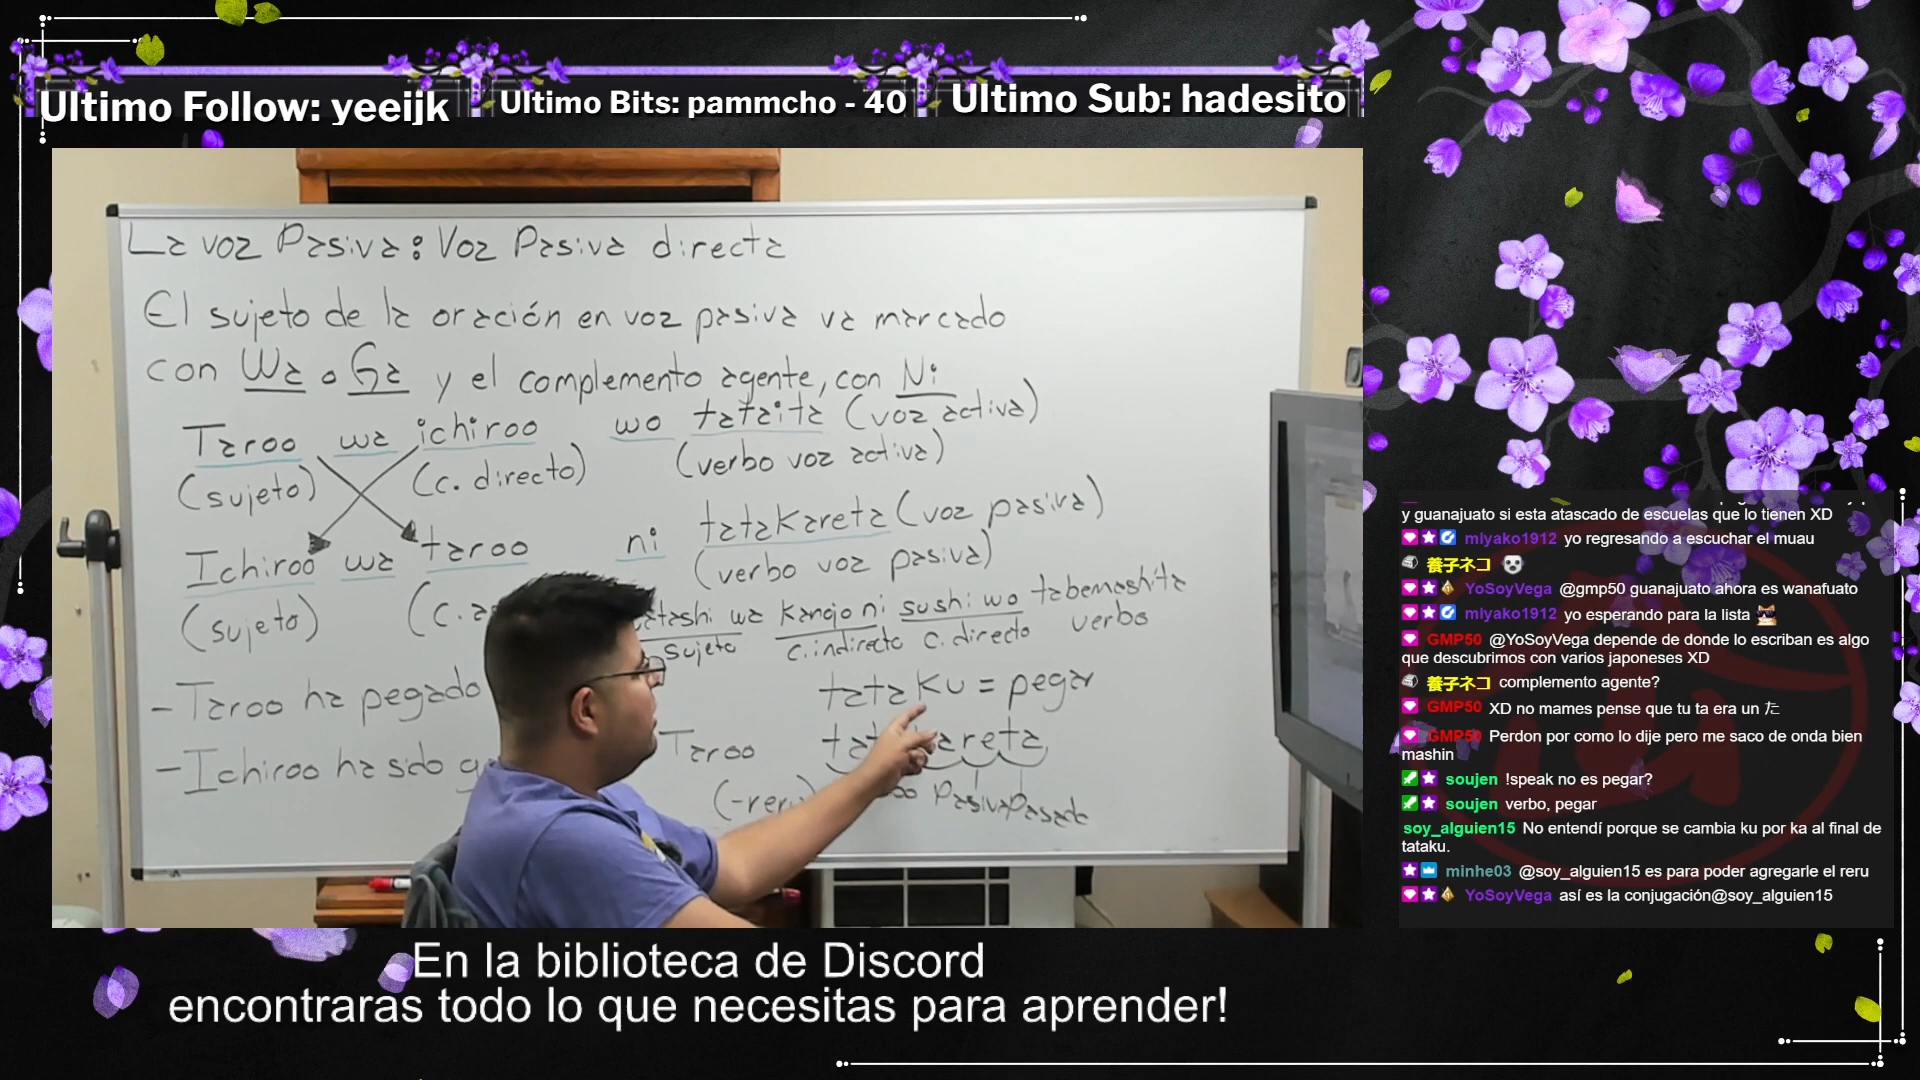 Ultimo Follow: yeeijk
Ultimo Bits: pammcho - 40
Ultimo Sub: hadesito
La voz Pasiva: Voz Pasiva directa
El sujeto de la oración en voz pasiva va marcado
con Wa o Ga y el complemento agente, con Ni
Taroo wa ichiroo wo tataita (voz activa)
(sujeto) (c. directo) (verbo voz activa)
Ichiroo wa taroo ni tatakareta (voz pasiva)
(sujeto) (c. (verbo voz pasiva)
wa kanojo ni sushi wo tabemashita
sujeto c. indirecto c. directo verbo
- Taroo ha pegado
tataku = pegar
- Ichiroo ha sido Taroo
Pasiva Pasado
y guanajuato si esta atascado de escuelas que lo tienen XD
miyako1912 yo regresando a escuchar el muau
養子ネコ
YoSoyVega @gmp50 guanajuato ahora es wanafuato
miyako1912 yo esperando para la lista
GMP50 @YoSoyVega depende de donde lo escriban es algo
que descubrimos con varios japoneses XD
養子ネコ complemento agente?
GMP50 XD no mames pense que tu ta era un た
GMP50 Perdon por como lo dije pero me saco de onda bien
mashin
soujen !speak no es pegar?
soujen verbo, pegar
soy_alguien15 No entendí porque se cambia ku por ka al final de
tataku.
minhe03 @soy_alguien15 es para poder agregarle el reru
YoSoyVega así es la conjugación@soy_alguien15
En la biblioteca de Discord
encontraras todo lo que necesitas para aprender!